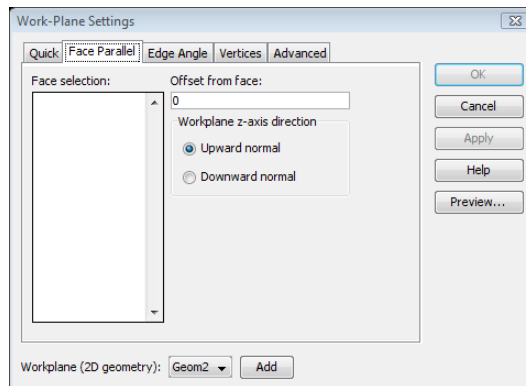 Work-Plane Settings
Quick Face Parallel Edge Angle Vertices Advanced
Face selection:
Offset from face:
0
Workplane z-axis direction
Upward normal
Downward normal
OK
Cancel
Apply
Help
Preview...
Workplane (2D geometry): Geom2 Add